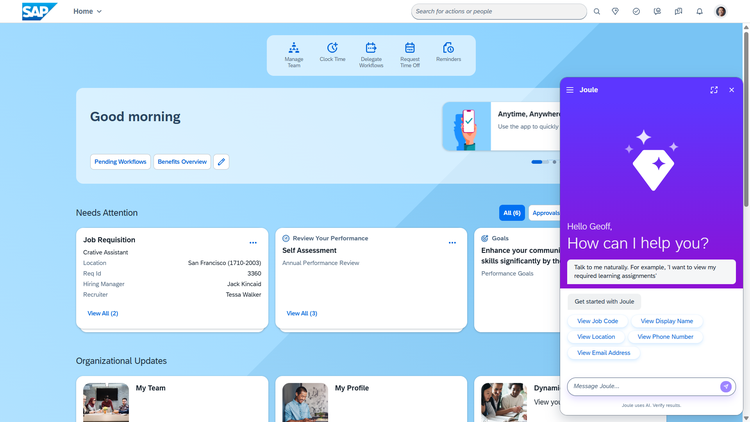 SAP
Home
Search for actions or people
Manage
Team
Clock Time
Delegate
Workflows
Request
Time Off
Reminders
Good morning
Pending Workflows
Benefits Overview
Anytime, Anywhere
Use the app to quickly
Needs Attention
All (6)
Approvals
Job Requisition
Crative Assistant
Location San Francisco (1710-2003)
Req Id 3360
Hiring Manager Jack Kincaid
Recruiter Tessa Walker
View All (2)
Review Your Performance
Self Assessment
Annual Performance Review
View All (3)
Goals
Enhance your commun
skills significantly by th
Performance Goals
Organizational Updates
My Team
My Profile
Dynami
View you
Joule
Hello Geoff,
How can I help you?
Talk to me naturally. For example, 'I want to view my
required learning assignments'
Get started with Joule
View Job Code
View Display Name
View Location
View Phone Number
View Email Address
Message Joule...
Joule uses AI. Verify results.